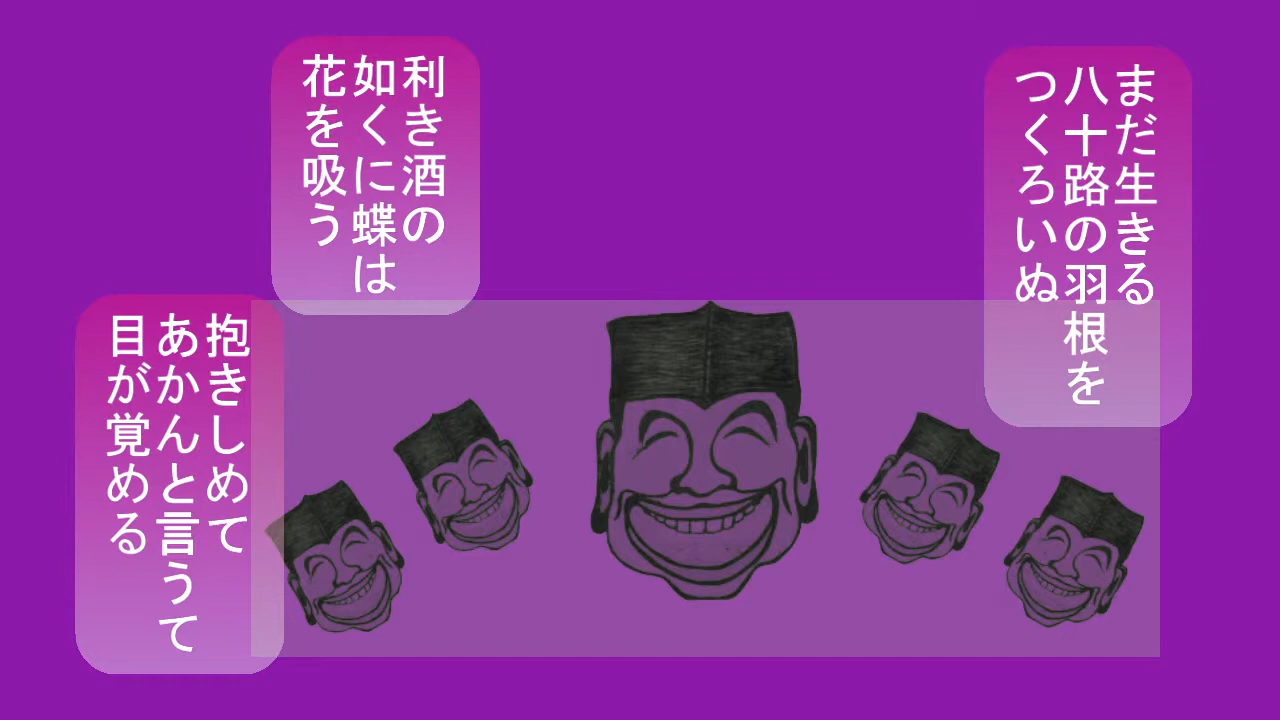 まだ生きる
八十路の羽根を
つくろいぬ
利き酒の
如くに蝶は
花を吸う
抱きしめて
あかんと言うて
目が覚める